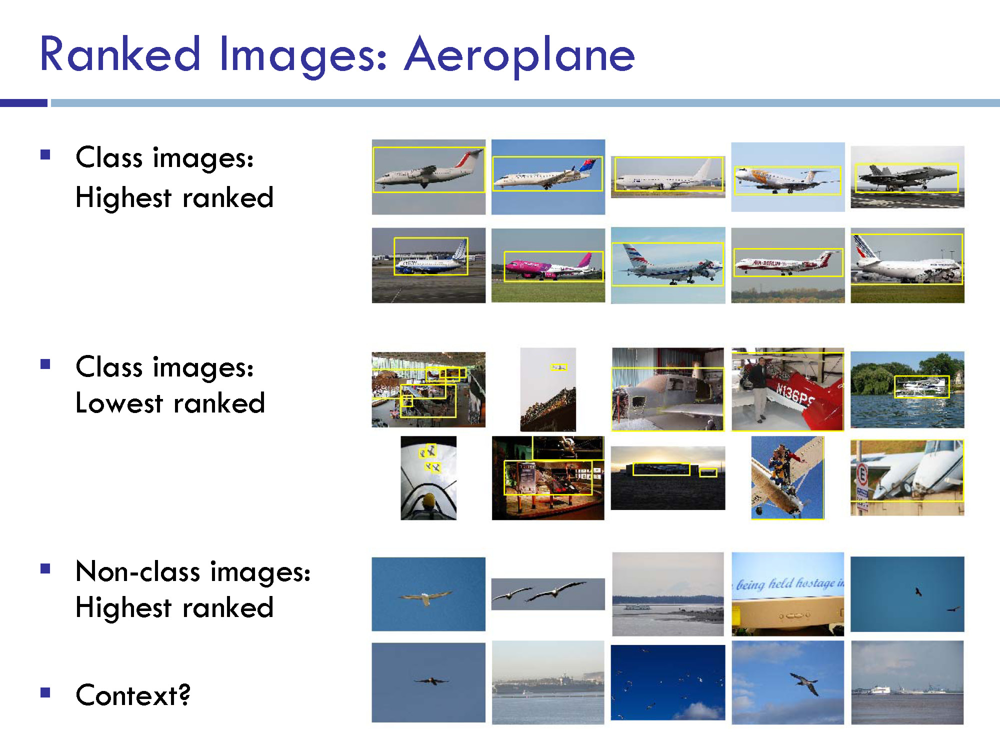 Ranked Images: Aeroplane
Class images:
Highest ranked
AIR-BERLIN
Class images:
Lowest ranked
N136PS
E
Non-class images:
Highest ranked
being held hostage in
Context?